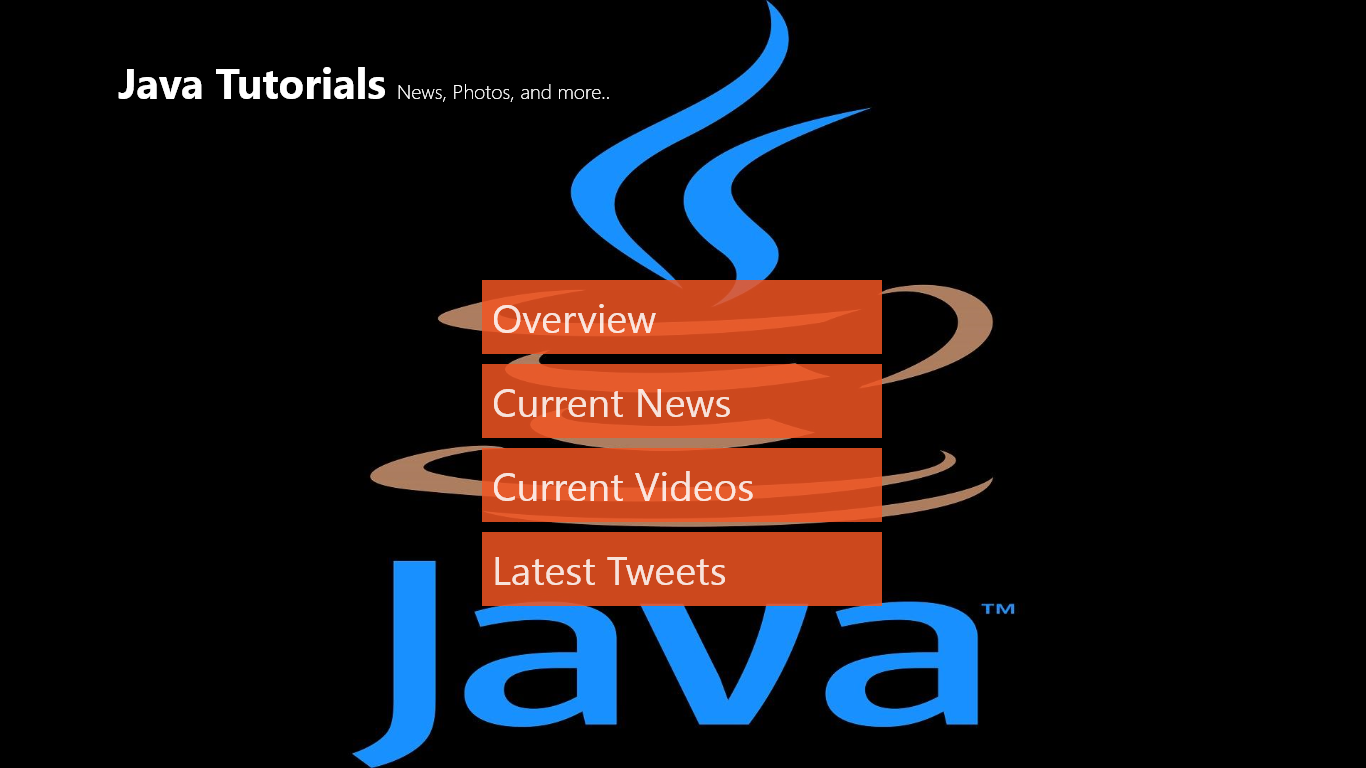 Java Tutorials News, Photos, and more..
Overview
Current News
Current Videos
Latest Tweets
Java™